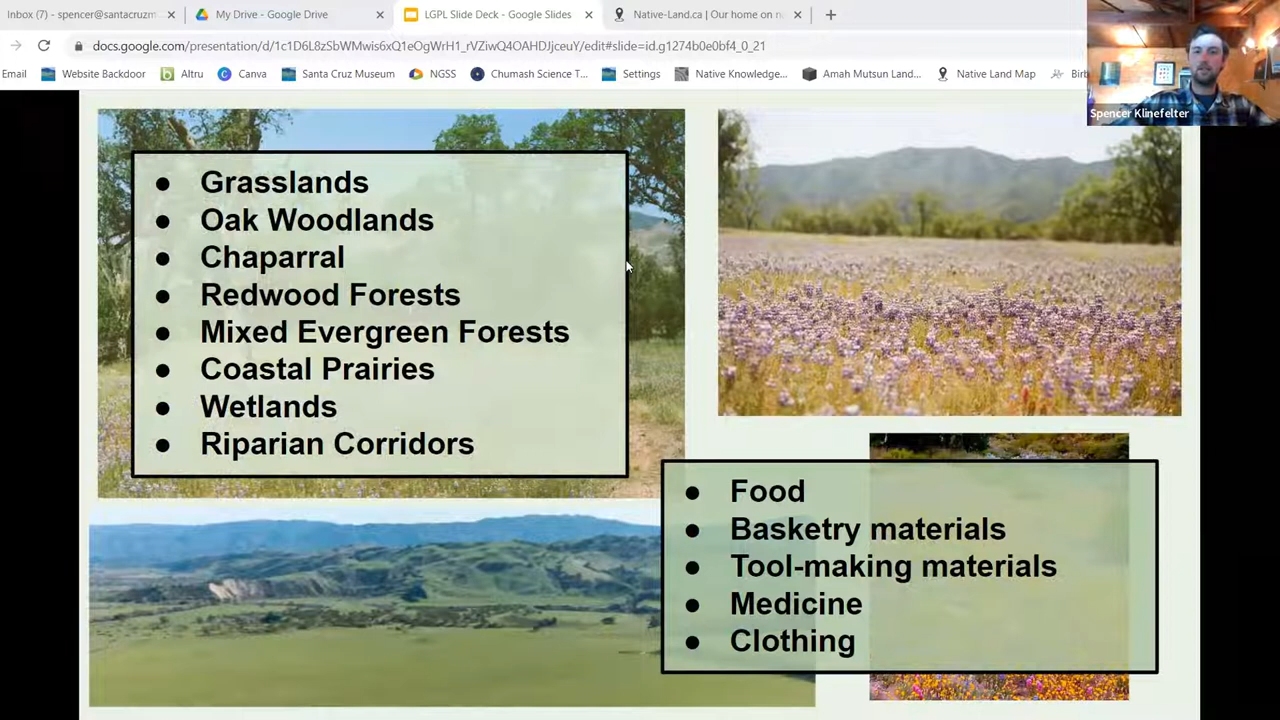 Inbox (7) - spencer@santacruzm
My Drive - Google Drive
LGPL Slide Deck - Google Slides
Native-Land.ca | Our home on n
docs.google.com/presentation/d/1c1D6L8zSbWMwis6xQ1eOgWrH1_rVZiwQ4OAHDJjceuY/edit#slide=id.g1274b0e0bf4_0_21
Email
Website Backdoor
Altru
Canva
Santa Cruz Museum
NGSS
Chumash Science T...
Settings
Native Knowledge...
Amah Mutsun Lan...
Native Land Map
Birb
Spencer Klinefelter
Grasslands
Oak Woodlands
Chaparral
Redwood Forests
Mixed Evergreen Forests
Coastal Prairies
Wetlands
Riparian Corridors
Food
Basketry materials
Tool-making materials
Medicine
Clothing